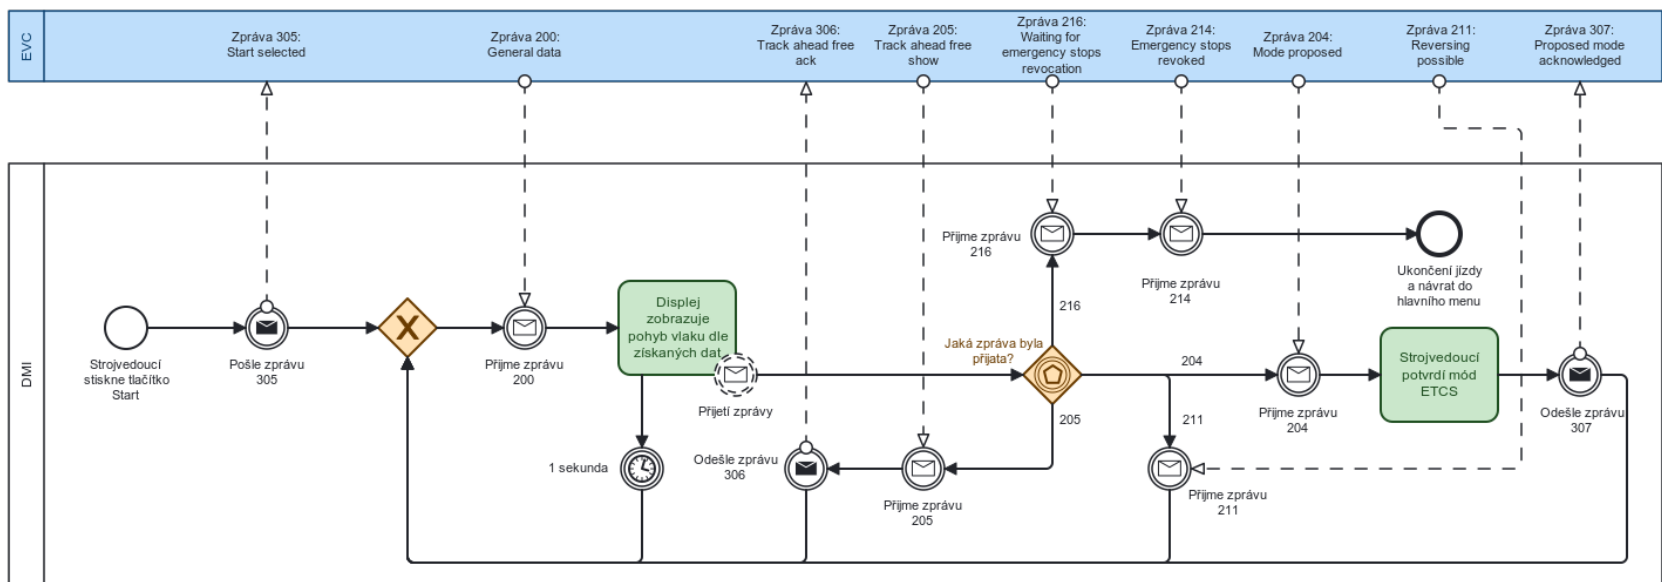 EVC
Zpráva 305:
Start selected
Zpráva 200:
General data
Zpráva 306:
Track ahead free
ack
Zpráva 205:
Track ahead free
show
Zpráva 216:
Waiting for
emergency stops
revocation
Zpráva 214:
Emergency stops
revoked
Zpráva 204:
Mode proposed
Zpráva 211:
Reversing
possible
Zpráva 307:
Proposed mode
acknowledged
DMI
Strojvedoucí
stiskne tlačítko
Start
Pošle zprávu
305
X
Přijme zprávu
200
Displej
zobrazuje
pohyb vlaku dle
získaných dat
Přijetí zprávy
1 sekunda
Odešle zprávu
306
Přijme zprávu
205
Jaká zpráva byla
přijata?
216
204
205
211
Přijme zprávu
216
Přijme zprávu
214
Ukončení jízdy
a návrat do
hlavního menu
Přijme zprávu
204
Strojvedoucí
potvrdí mód
ETCS
Odešle zprávu
307
Přijme zprávu
211